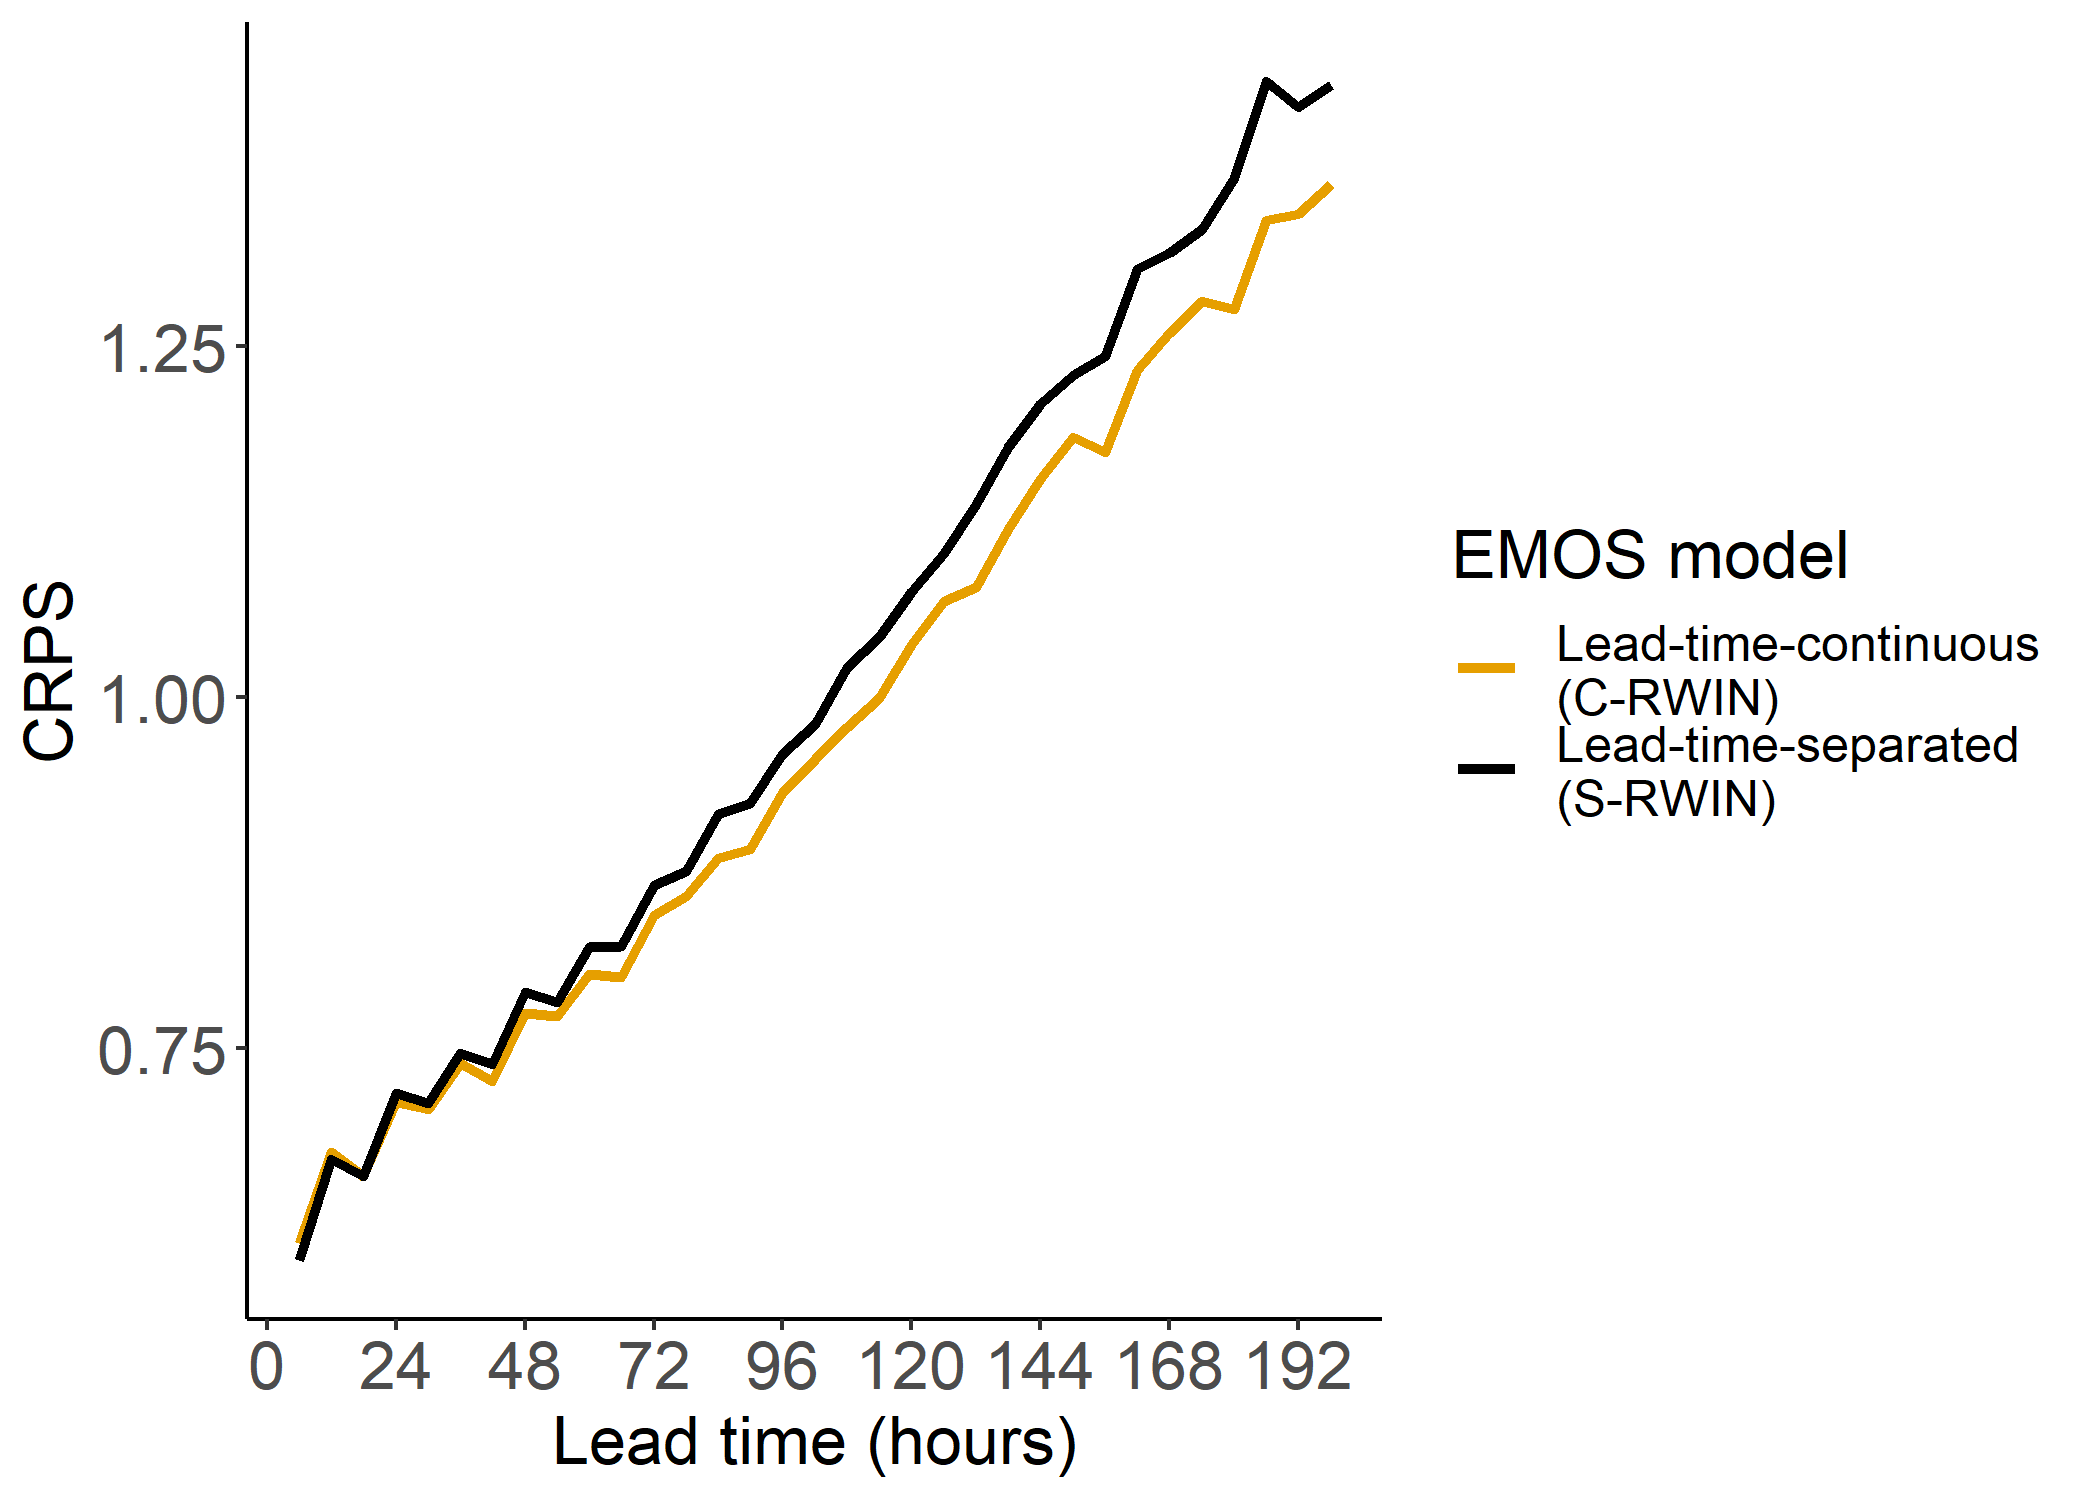 CRPS
1.25
1.00
0.75
0 24 48 72 96 120 144 168 192
Lead time (hours)
EMOS model
Lead-time-continuous
(C-RWIN)
Lead-time-separated
(S-RWIN)